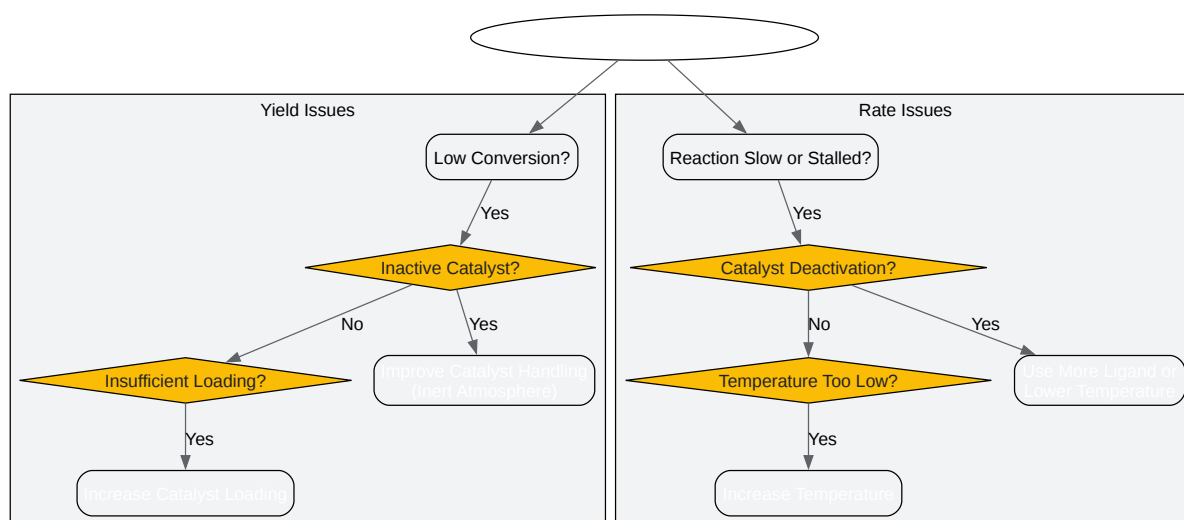 Yield Issues
Rate Issues
Low Conversion?
Reaction Slow or Stalled?
Yes
Yes
Inactive Catalyst?
Catalyst Deactivation?
No
Yes
No
Yes
Insufficient Loading?
Improve Catalyst Handling
(Inert Atmosphere)
Temperature Too Low?
Use More Ligand or
Lower Temperature
Yes
Yes
Increase Catalyst Loading
Increase Temperature